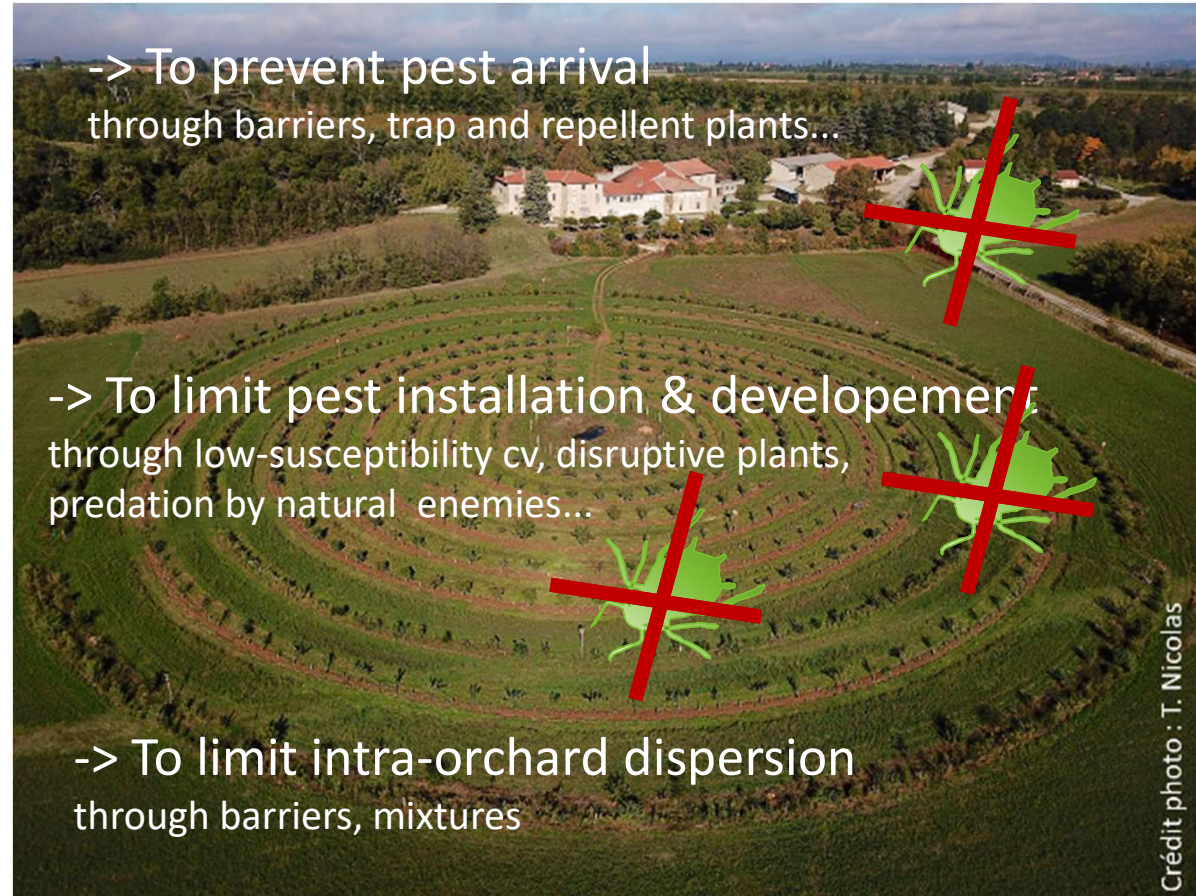 -> To prevent pest arrival
through barriers, trap and repellent plants...
-> To limit pest installation & developement
through low-susceptibility cv, disruptive plants,
predation by natural enemies...
-> To limit intra-orchard dispersion
through barriers, mixtures
Crédit photo : T. Nicolas